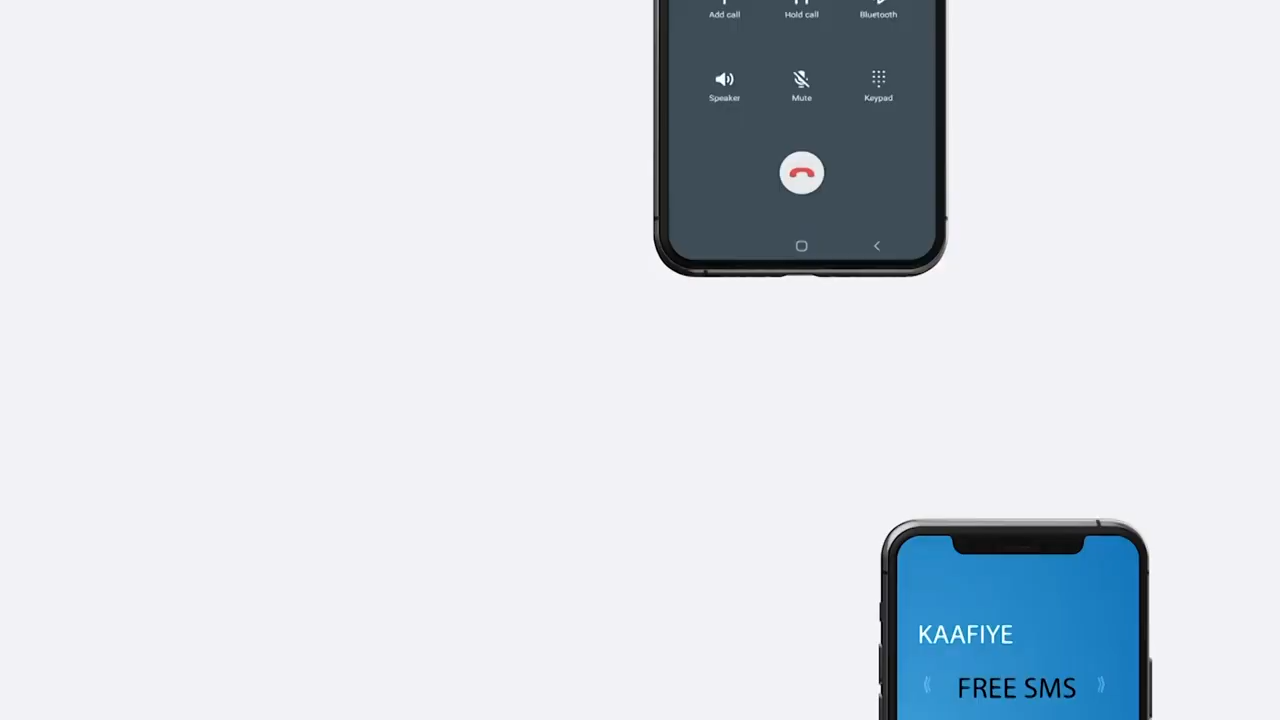 Add call Hold call Bluetooth
Speaker Mute Keypad
KAAFIYE
FREE SMS